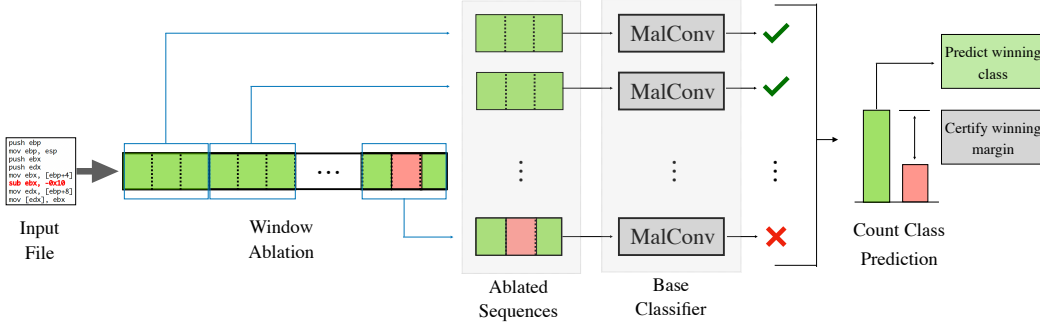 push ebp
mov ebp, esp
push ebx
push edx
mov ebx, [ebp+4]
sub ebx, -0x10
mov edx, [ebp+8]
mov [edx], ebx
Input
File
Window
Ablation
Ablated
Sequences
MalConv
MalConv
MalConv
Base
Classifier
Count Class
Prediction
Predict winning
class
Certify winning
margin